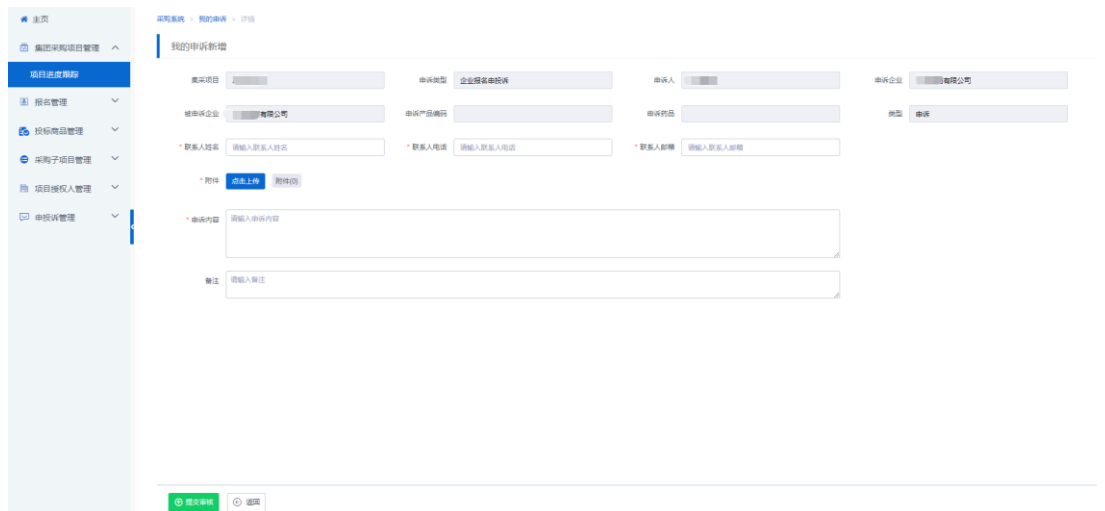 主页
集团采购项目管理
项目进度跟踪
报名管理
投标商品管理
采购子项目管理
项目授权人管理
申投诉管理
采购系统 > 我的申诉 > 详细
我的申诉新增
集采项目 申诉类型 企业报名申投诉 申诉人 申诉企业 有限公司
被申诉企业 有限公司 申诉产品编码 申诉药品 类型 申诉
* 联系人姓名 请输入联系人姓名 * 联系人电话 请输入联系人电话 * 联系人邮箱 请输入联系人邮箱
* 附件 点击上传 附件(0)
* 申诉内容 请输入申诉内容
备注 请输入备注
提交审核 返回